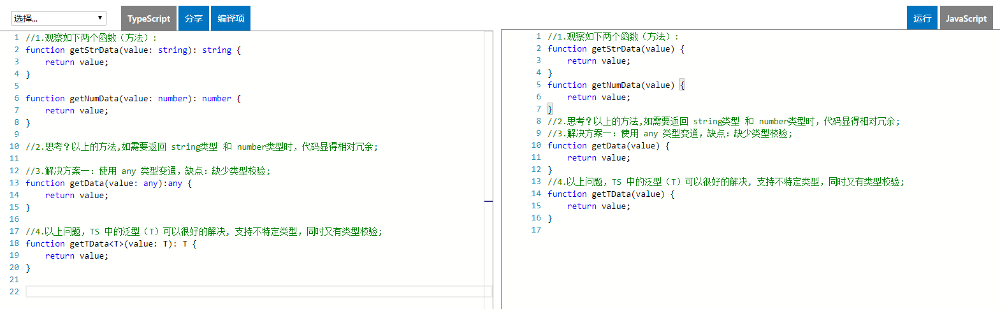 选择...
TypeScript 分享 编译项
1 //1.观察如下两个函数（方法）:
2 function getStrData(value: string): string {
3     return value;
4 }
5
6 function getNumData(value: number): number {
7     return value;
8 }
9
10 //2.思考？以上的方法,如需要返回 string类型 和 number类型时，代码显得相对冗余;
11
12 //3.解决方案一：使用 any 类型变通，缺点：缺少类型校验;
13 function getData(value: any):any {
14     return value;
15 }
16
17 //4.以上问题，TS 中的泛型（T）可以很好的解决, 支持不特定类型，同时又有类型校验;
18 function getTData<T>(value: T): T {
19     return value;
20 }
21
22
运行 JavaScript
1 //1.观察如下两个函数（方法）:
2 function getStrData(value) {
3     return value;
4 }
5 function getNumData(value) {
6     return value;
7 }
8 //2.思考？以上的方法,如需要返回 string类型 和 number类型时，代码显得相对冗余;
9 //3.解决方案一：使用 any 类型变通，缺点：缺少类型校验;
10 function getData(value) {
11     return value;
12 }
13 //4.以上问题，TS 中的泛型（T）可以很好的解决, 支持不特定类型，同时又有类型校验;
14 function getTData(value) {
15     return value;
16 }
17